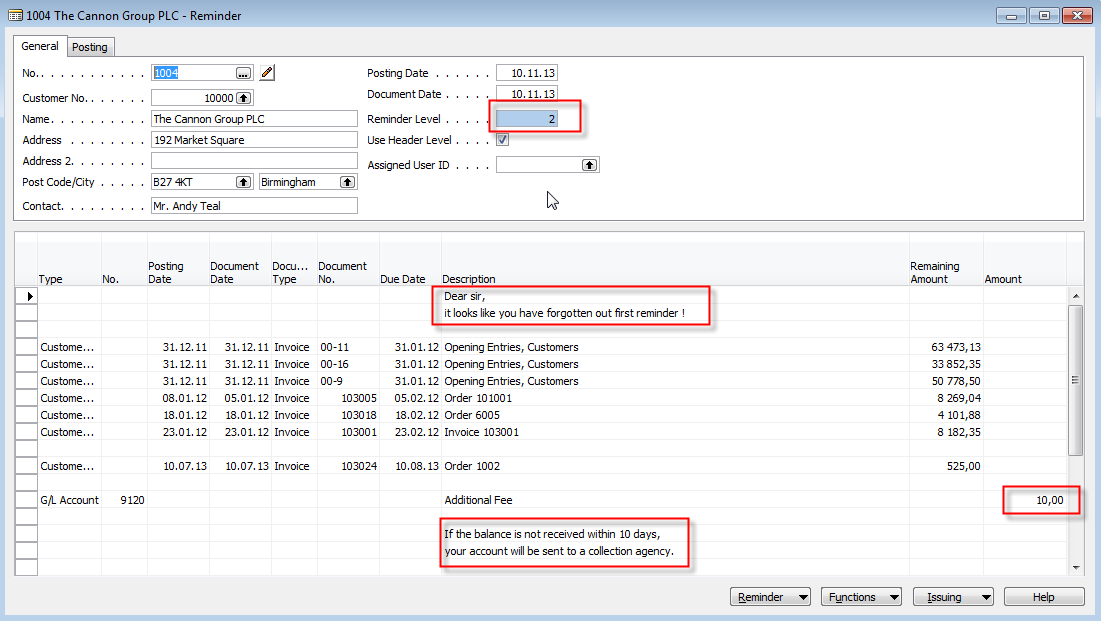 1004 The Cannon Group PLC - Reminder
General Posting
No. . . . . . . . . . . . 1004 ...
Customer No. . . . . . . 10000
Name. . . . . . . . . . The Cannon Group PLC
Address . . . . . . . . 192 Market Square
Address 2. . . . . . . .
Post Code/City . . . . . B27 4KT Birmingham
Contact. . . . . . . . . Mr. Andy Teal
Posting Date . . . . . . 10.11.13
Document Date . . . . . 10.11.13
Reminder Level . . . . . 2
Use Header Level . . . .
Assigned User ID . . . .
Type No. Posting Date Document Date Docu... Type Document No. Due Date Description Remaining Amount Amount
Dear sir,
it looks like you have forgotten out first reminder !
Custome... 31.12.11 31.12.11 Invoice 00-11 31.01.12 Opening Entries, Customers 63 473,13
Custome... 31.12.11 31.12.11 Invoice 00-16 31.01.12 Opening Entries, Customers 33 852,35
Custome... 31.12.11 31.12.11 Invoice 00-9 31.01.12 Opening Entries, Customers 50 778,50
Custome... 08.01.12 05.01.12 Invoice 103005 05.02.12 Order 101001 8 269,04
Custome... 18.01.12 18.01.12 Invoice 103018 18.02.12 Order 6005 4 101,88
Custome... 23.01.12 23.01.12 Invoice 103001 23.02.12 Invoice 103001 8 182,35
Custome... 10.07.13 10.07.13 Invoice 103024 10.08.13 Order 1002 525,00
G/L Account 9120 Additional Fee 10,00
If the balance is not received within 10 days,
your account will be sent to a collection agency.
Reminder Functions Issuing Help